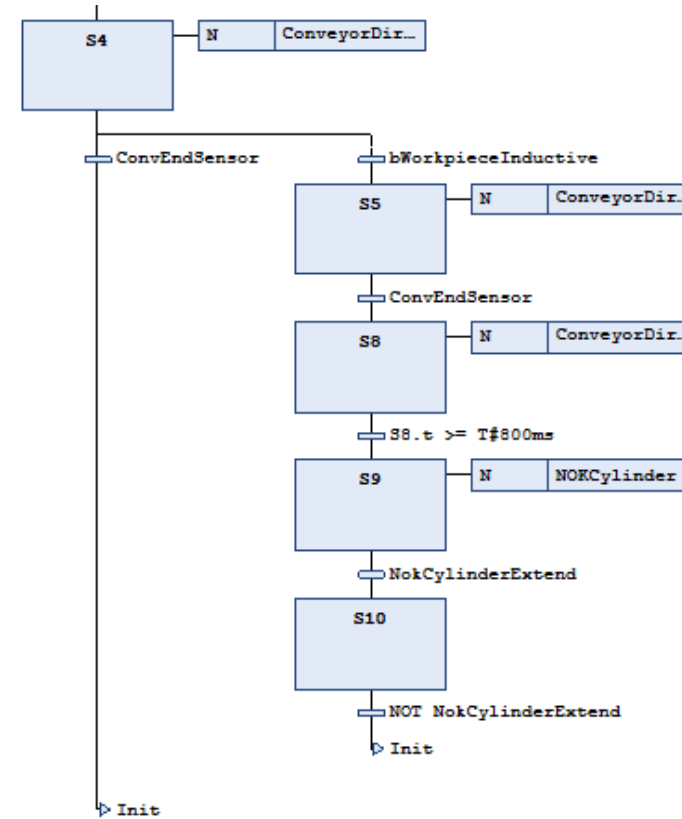 S4
N ConveyorDir…
ConvEndSensor bWorkpieceInductive
S5
N ConveyorDir.
ConvEndSensor
S8
N ConveyorDir.
S8.t >= T#800ms
S9
N NOKCylinder
NokCylinderExtend
S10
NOT NokCylinderExtend
Init
Init